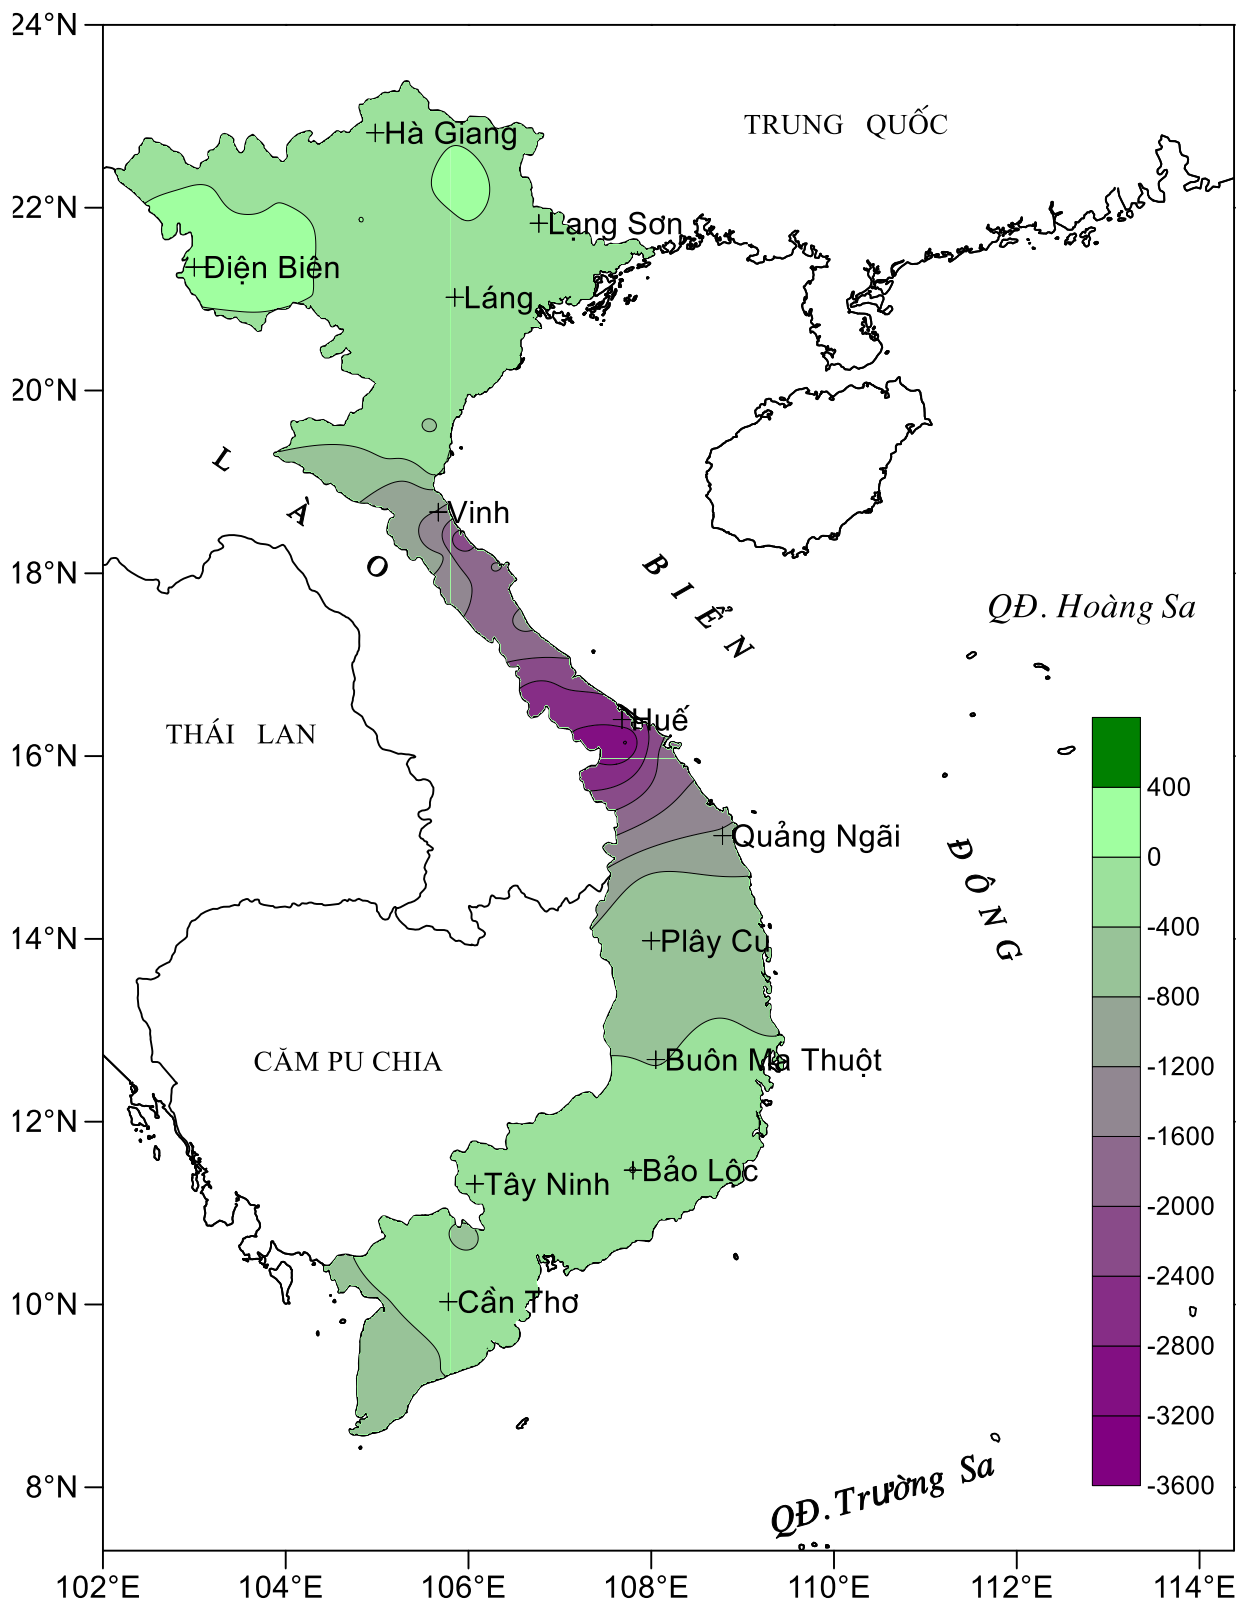 24°N
22°N
20°N
18°N
16°N
14°N
12°N
10°N
8°N
102°E
104°E
106°E
108°E
110°E
112°E
114°E
TRUNG QUỐC
Hà Giang
Lạng Sơn
Điện Biên
Láng
LÀO
Vinh
BIỂN
QĐ. Hoàng Sa
Huế
THÁI LAN
Quảng Ngãi
ĐÔNG
Plây Cu
CĂM PU CHIA
Buôn Ma Thuột
Bảo Lộc
Tây Ninh
Cần Thơ
QĐ. Trường Sa
400
0
-400
-800
-1200
-1600
-2000
-2400
-2800
-3200
-3600